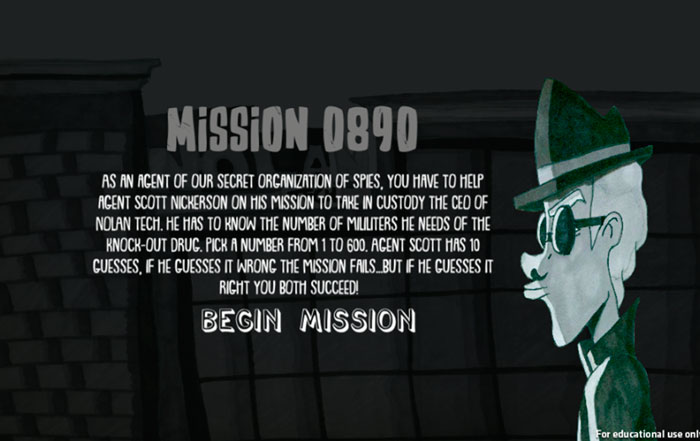 MISSION 0890
AS AN AGENT OF OUR SECRET ORGANIZATION OF SPIES, YOU HAVE TO HELP
AGENT SCOTT NICKERSON ON HIS MISSION TO TAKE IN CUSTODY THE CEO OF
NOLAN TECH. HE HAS TO KNOW THE NUMBER OF MILILITERS HE NEEDS OF THE
KNOCK-OUT DRUG. PICK A NUMBER FROM 1 TO 600. AGENT SCOTT HAS 10
GUESSES, IF HE GUESSES IT WRONG THE MISSION FAILS...BUT IF HE GUESSES IT
RIGHT YOU BOTH SUCCEED!
BEGIN MISSION
For educational use onl